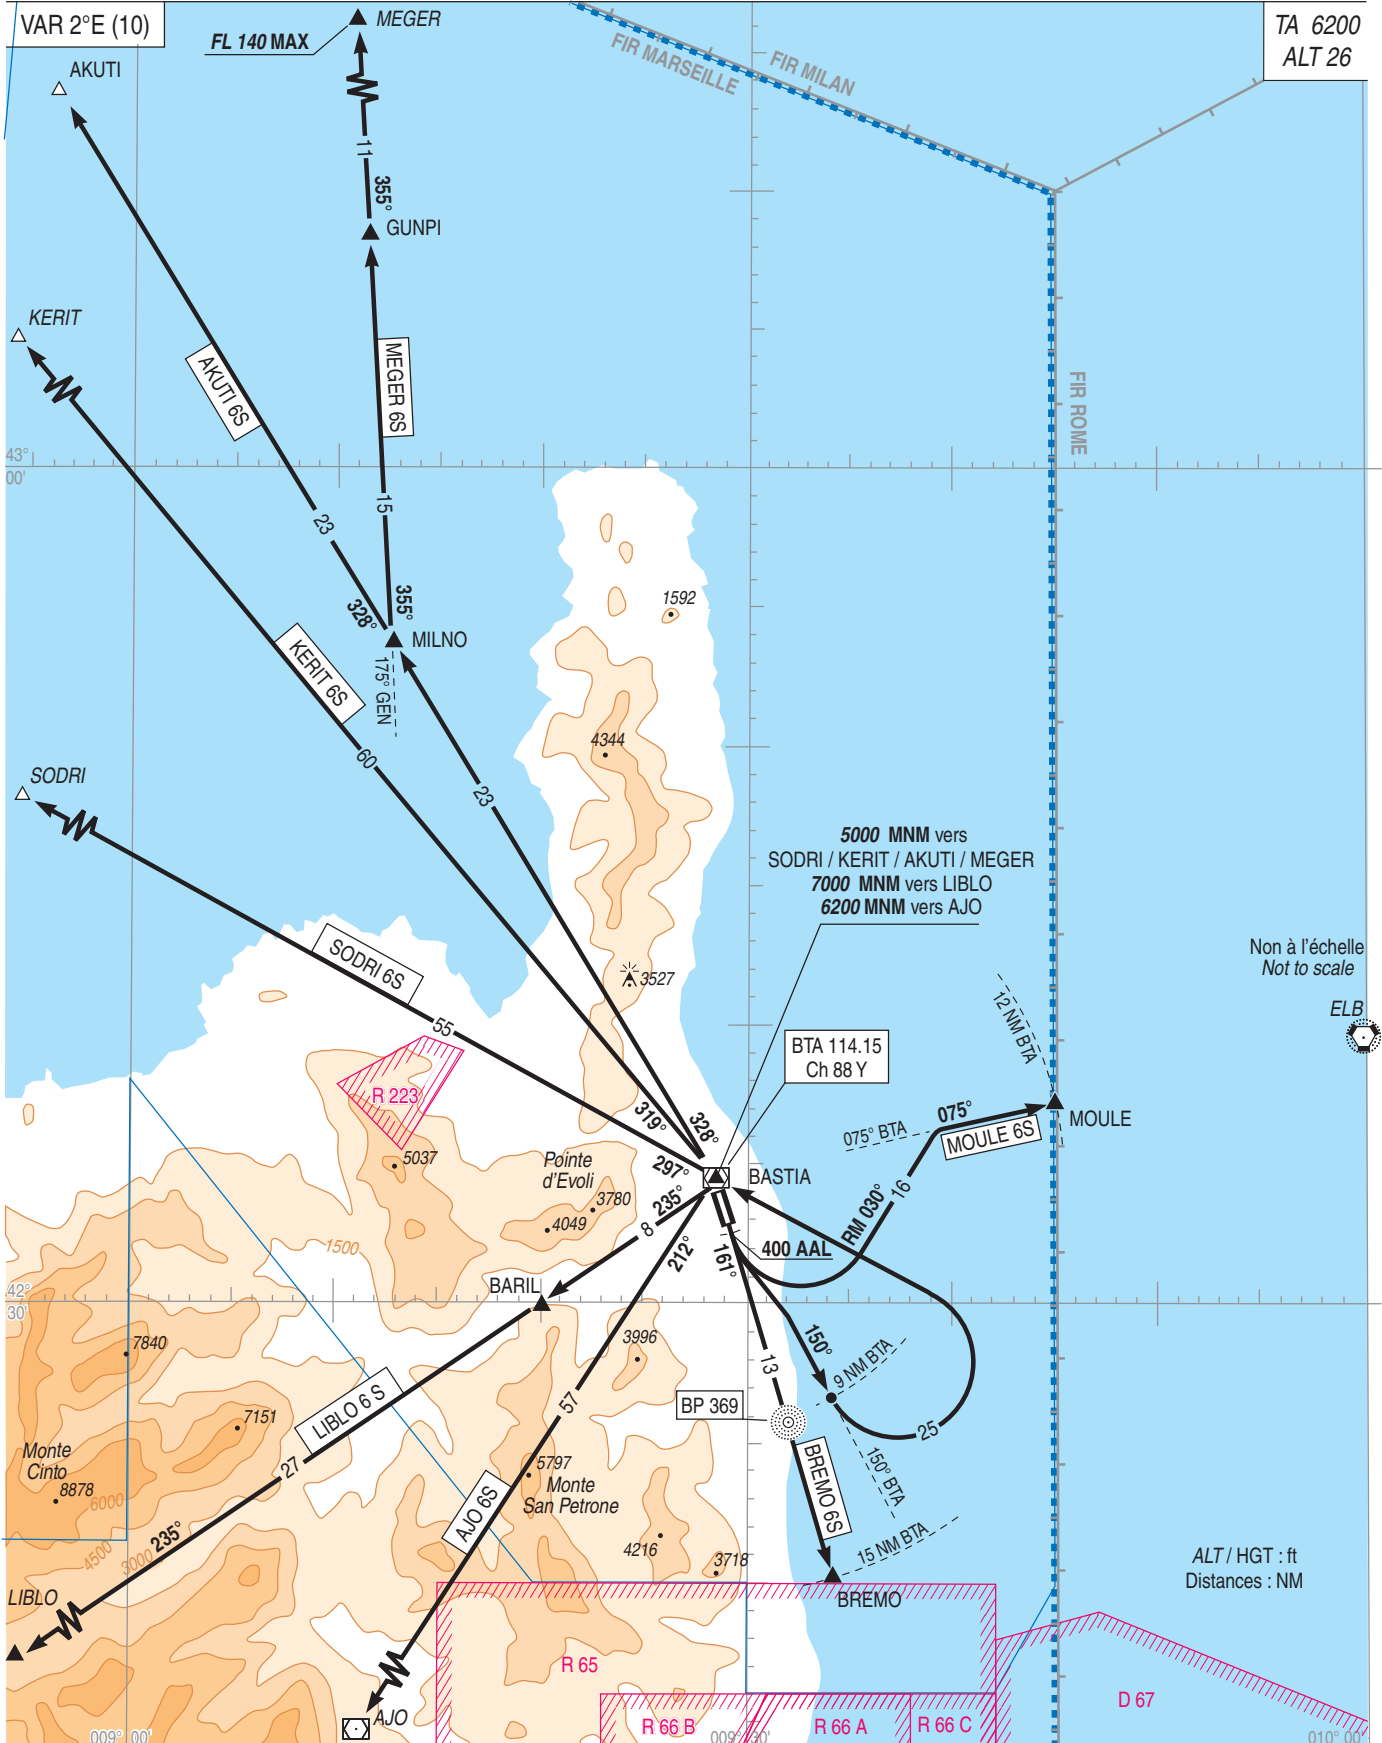 VAR 2°E (10)
MEGER
FL 140 MAX
TA 6200
ALT 26
AKUTI
FIR MARSEILLE
FIR MILAN
11
355°
GUNPI
KERIT
AKUTI 6S
MEGER 6S
FIR ROME
43°
00'
23
15
328°
355°
MILNO
175° GEN
1592
KERIT 6S
60
4344
SODRI
23
5000 MNM vers
SODRI / KERIT / AKUTI / MEGER
7000 MNM vers LIBLO
6200 MNM vers AJO
SODRI 6S
3527
Non à l'échelle
Not to scale
ELB
12 NM BTA
55
BTA 114.15
Ch 88 Y
R 223
319°
328°
075° BTA
075°
MOULE 6S
MOULE
5037
Pointe
d'Evoli
297°
BASTIA
3780
4049
235°
8
16
RM 030°
1500
212°
161°
400 AAL
BARIL
42°
30'
7840
3996
150°
13
9 NM BTA
LIBLO 6 S
57
BP 369
7151
25
Monte
Cinto
8878
27
6000
5797
Monte
San Petrone
BREMO 6S
150° BTA
AJO 6S
235°
4500
3000
4216
3718
15 NM BTA
ALT / HGT : ft
Distances : NM
LIBLO
BREMO
R 65
D 67
AJO
R 66 B
R 66 A
R 66 C
009° 00'
009° 30'
010° 00'